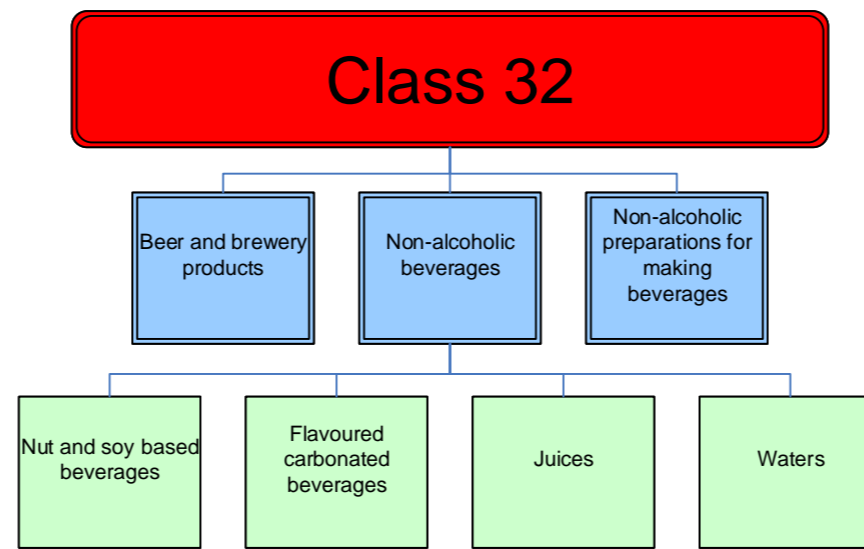 Class 32
Beer and brewery
products
Non-alcoholic
beverages
Non-alcoholic
preparations for
making
beverages
Nut and soy based
beverages
Flavoured
carbonated
beverages
Juices
Waters